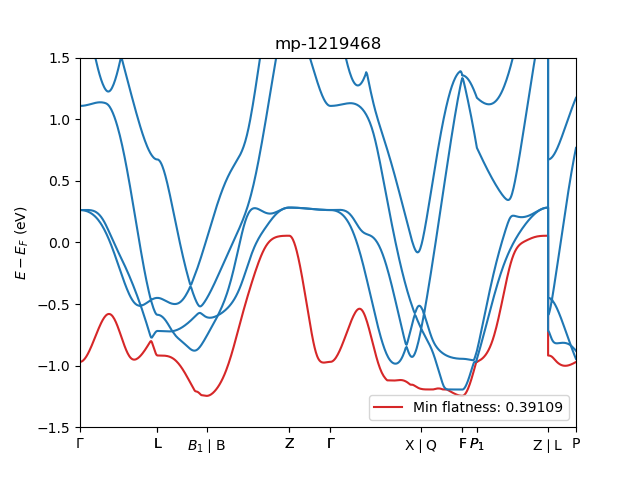 mp-1219468
E − E_F (eV)
1.5
1.0
0.5
0.0
−0.5
−1.0
−1.5
Min flatness: 0.39109
Γ L B₁ | B Z Γ X | Q F P₁ Z | L P